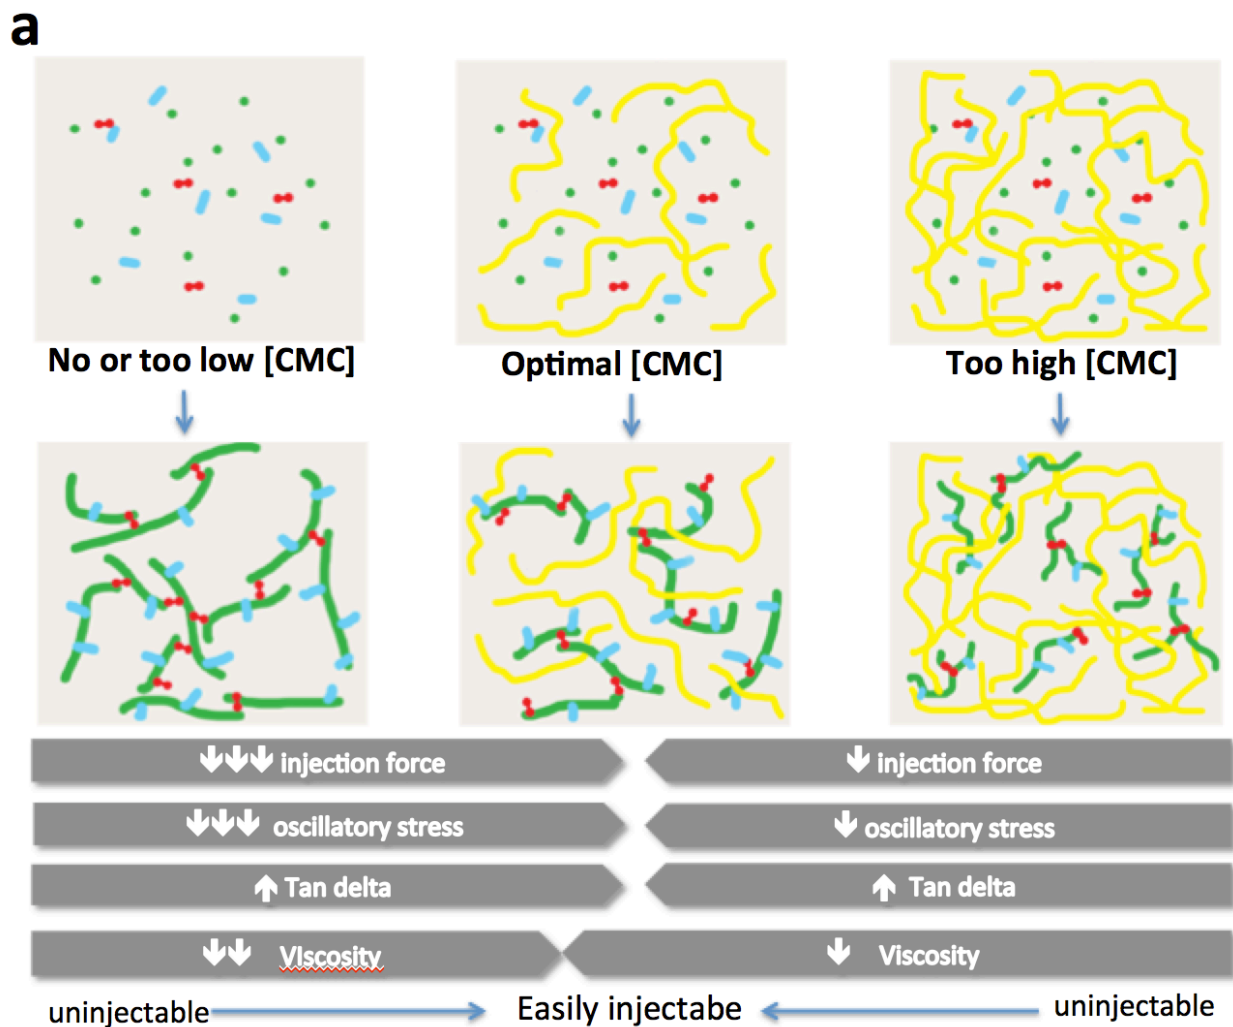 a
No or too low [CMC]
Optimal [CMC]
Too high [CMC]
↓↓↓ injection force
↓ injection force
↓↓↓ oscillatory stress
↓ oscillatory stress
↑ Tan delta
↑ Tan delta
↓↓ VIscosity
↓ Viscosity
uninjectable
Easily injectabe
uninjectable